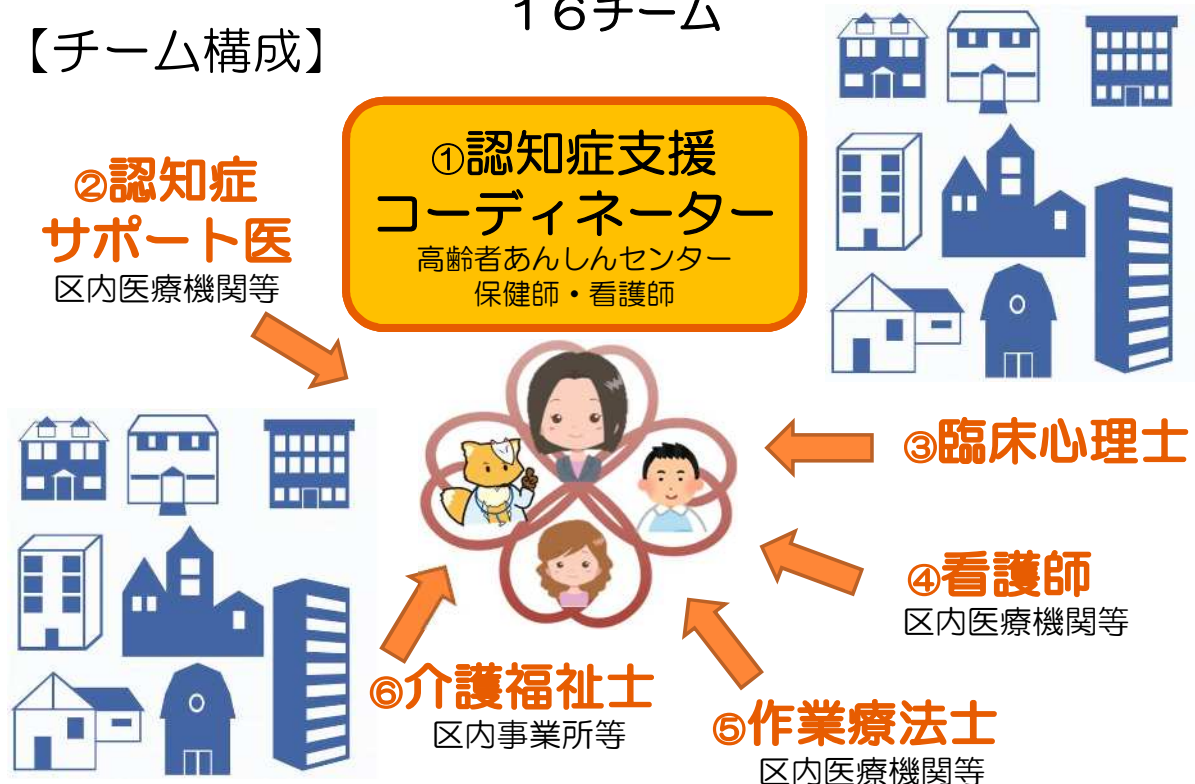 １６チーム
【チーム構成】
①認知症支援
コーディネーター
高齢者あんしんセンター
保健師・看護師
②認知症
サポート医
区内医療機関等
③臨床心理士
④看護師
区内医療機関等
⑤作業療法士
区内医療機関等
⑥介護福祉士
区内事業所等